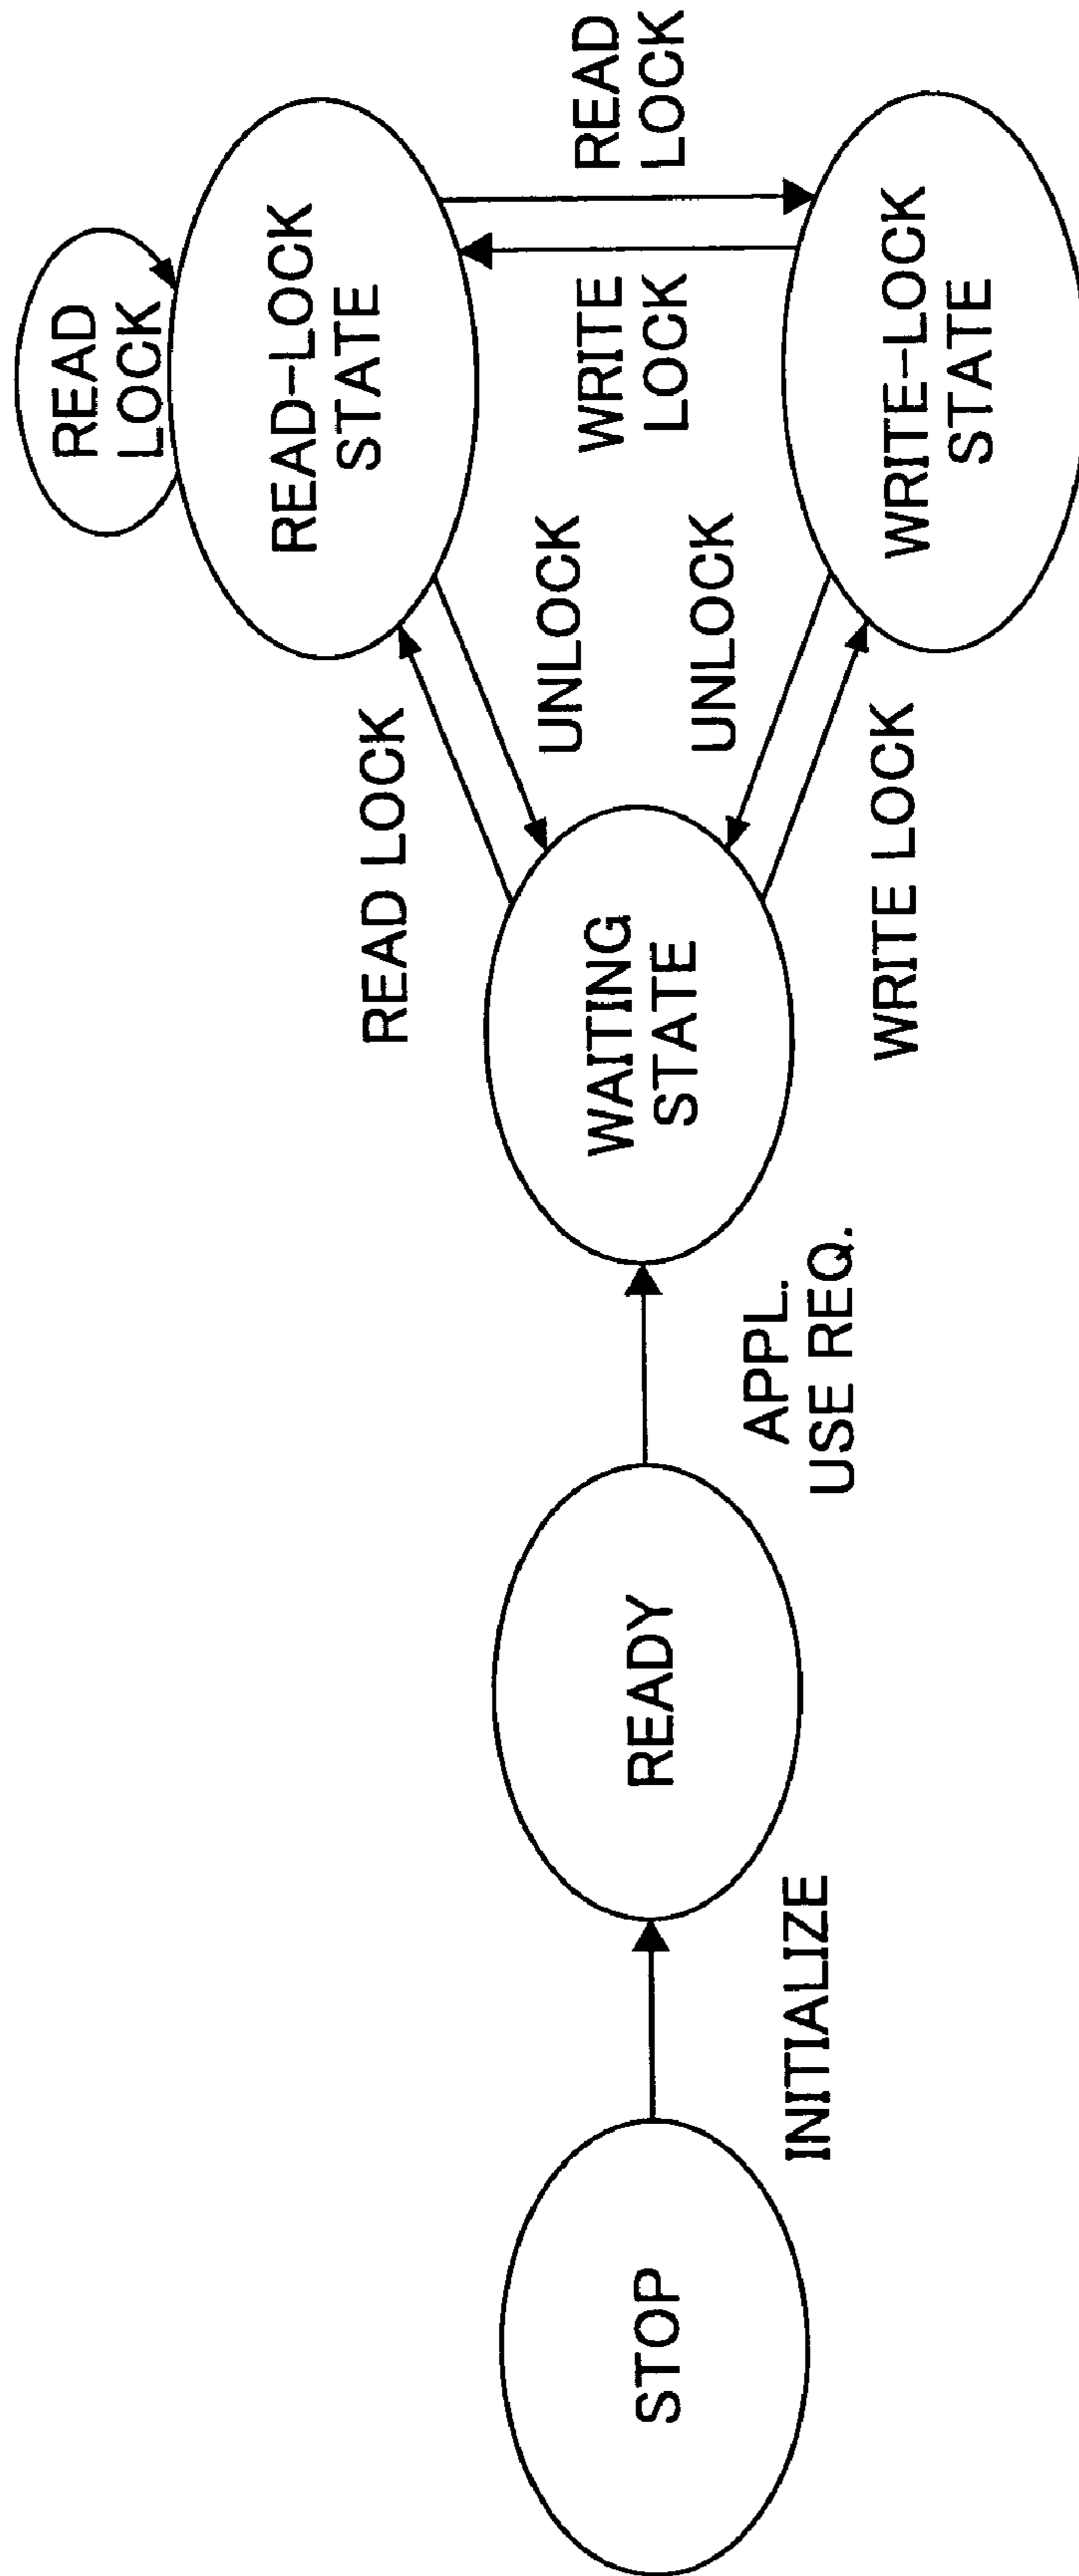 STOP
INITIALIZE
READY
APPL.
USE REQ.
WAITING
STATE
READ LOCK
UNLOCK
UNLOCK
WRITE LOCK
READ
LOCK
READ-LOCK
STATE
WRITE
LOCK
READ
LOCK
WRITE-LOCK
STATE